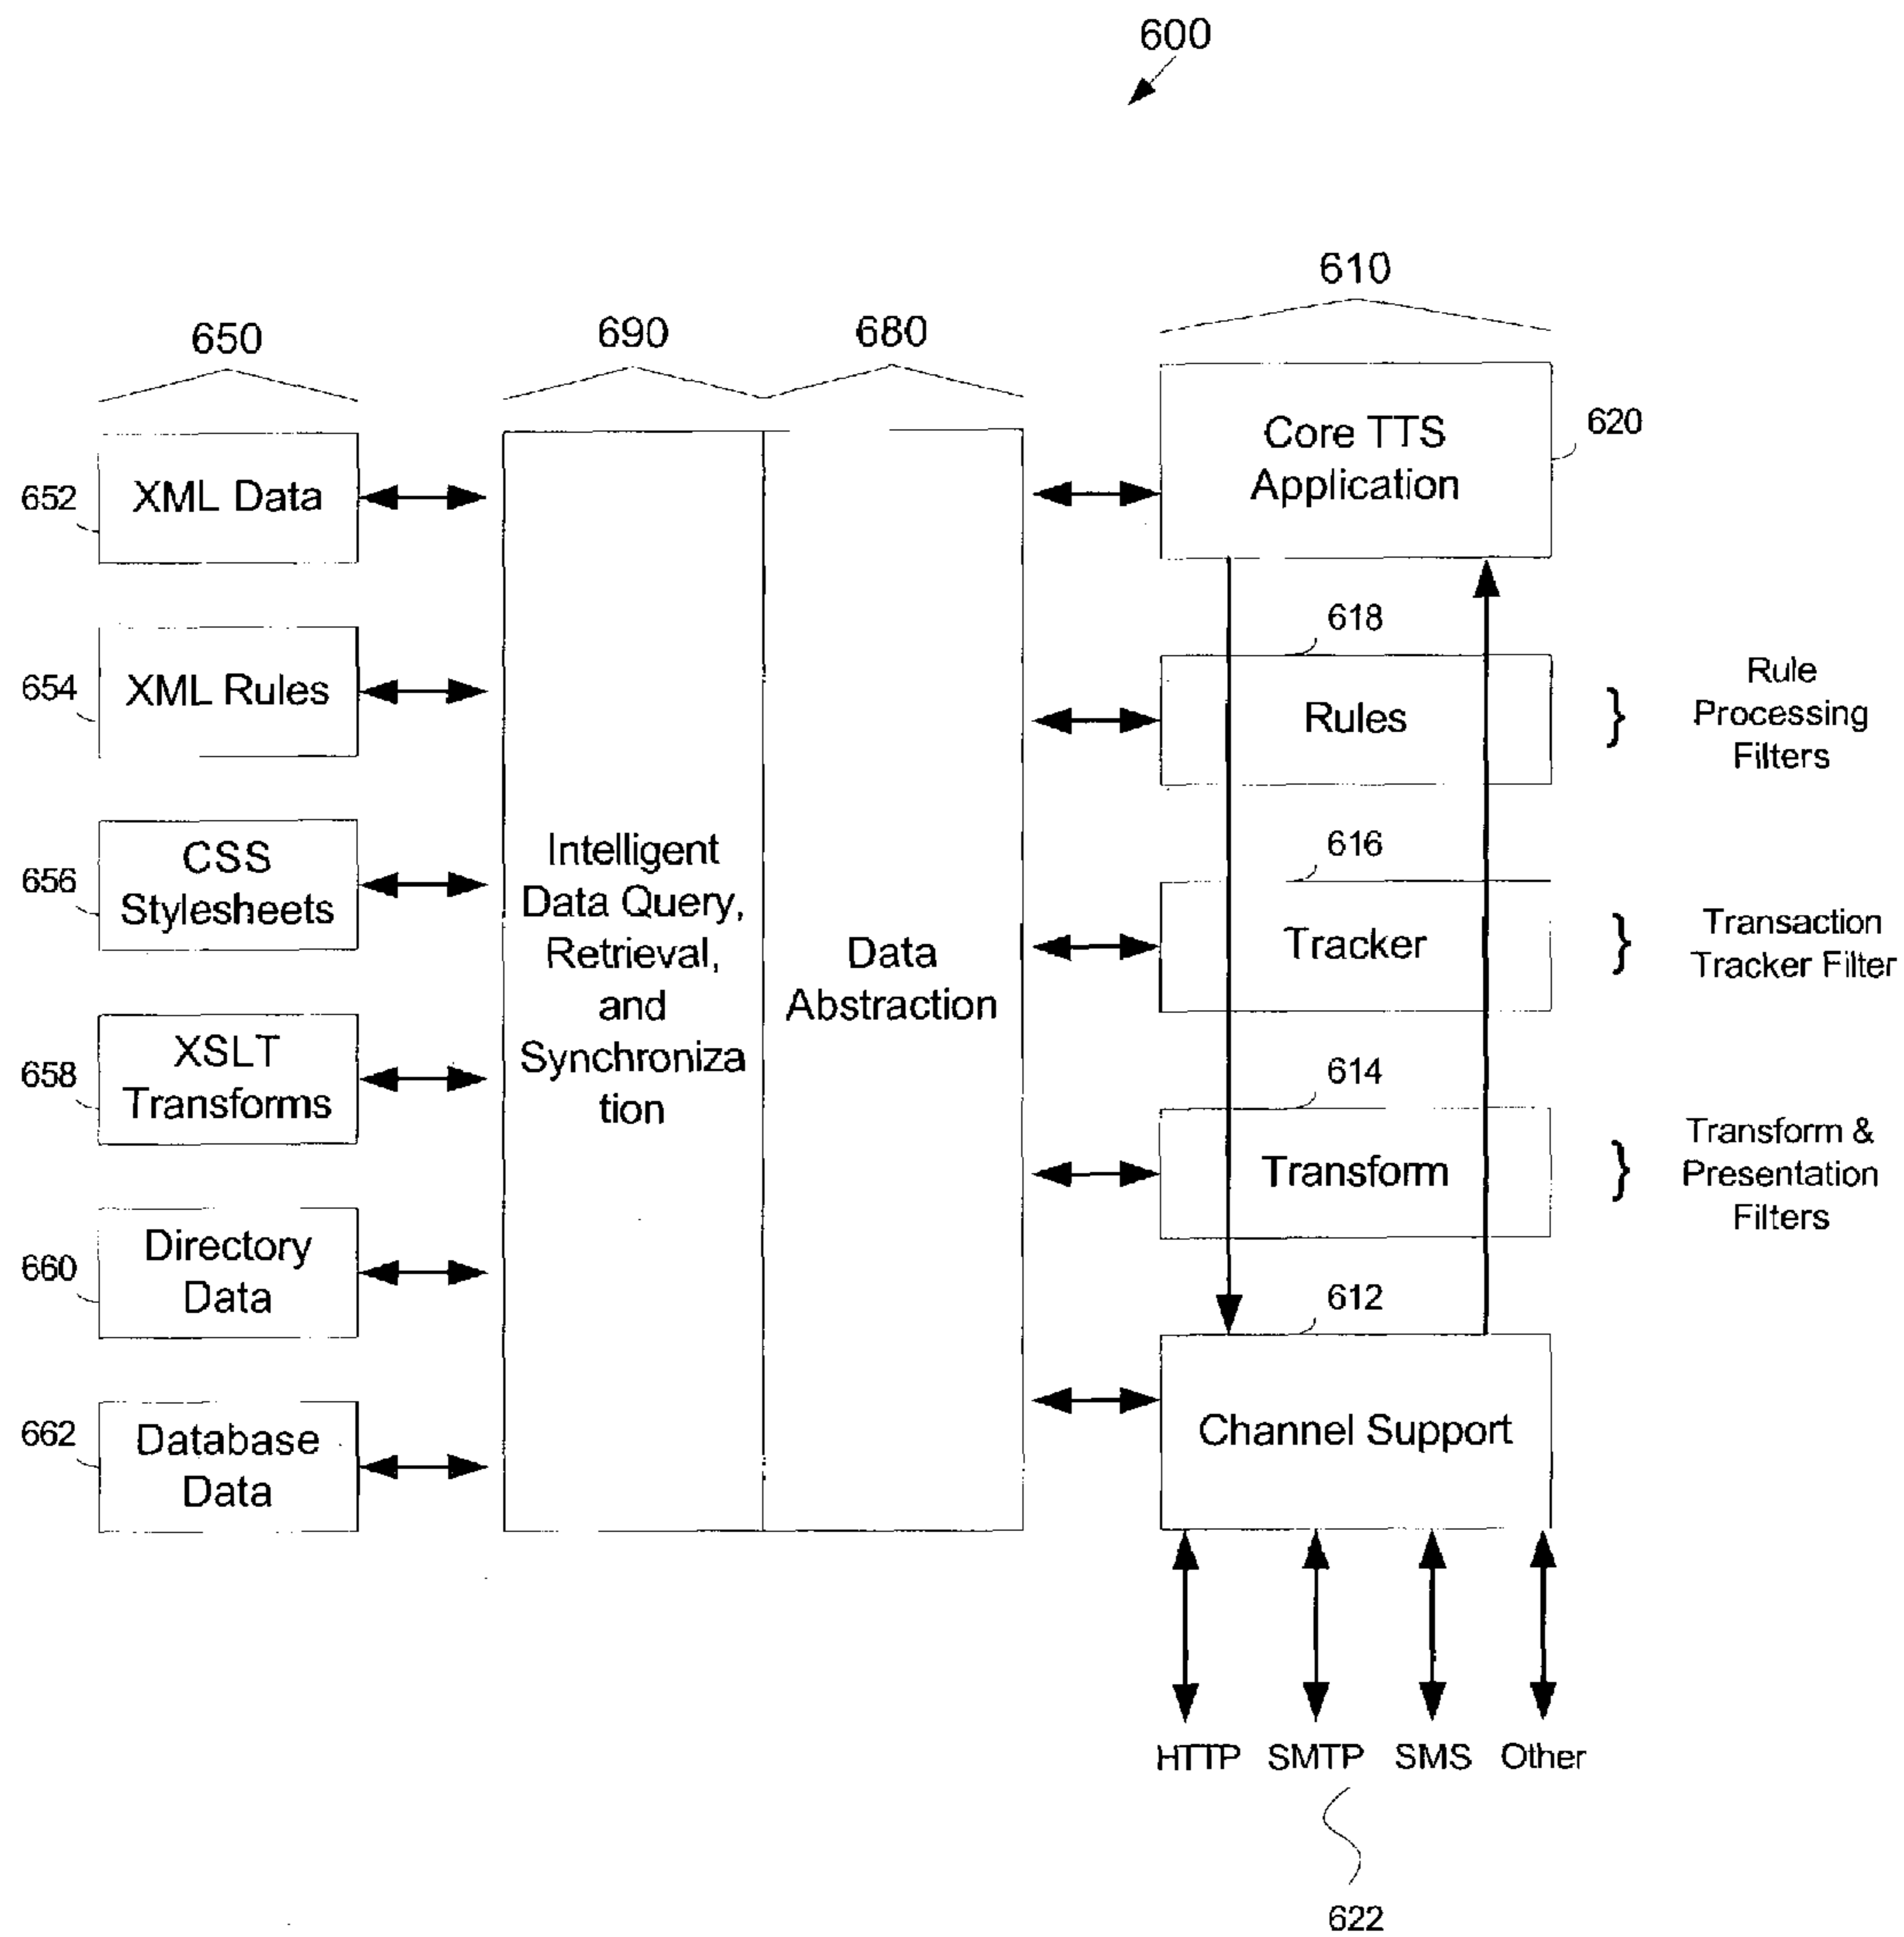 600
610
650
690
680
652
XML Data
654
XML Rules
656
CSS
Stylesheets
658
XSLT
Transforms
660
Directory
Data
662
Database
Data
Intelligent
Data Query,
Retrieval,
and
Synchroniza
tion
Data
Abstraction
Core TTS
Application
620
618
Rules
Rule
Processing
Filters
616
Tracker
Transaction
Tracker Filter
614
Transform
Transform &
Presentation
Filters
612
Channel Support
HTTP SMTP SMS Other
622